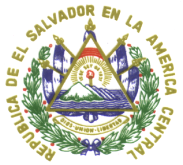 REPUBLICA DE EL SALVADOR EN LA AMERICA CENTRAL
DIOS UNION LIBERTAD